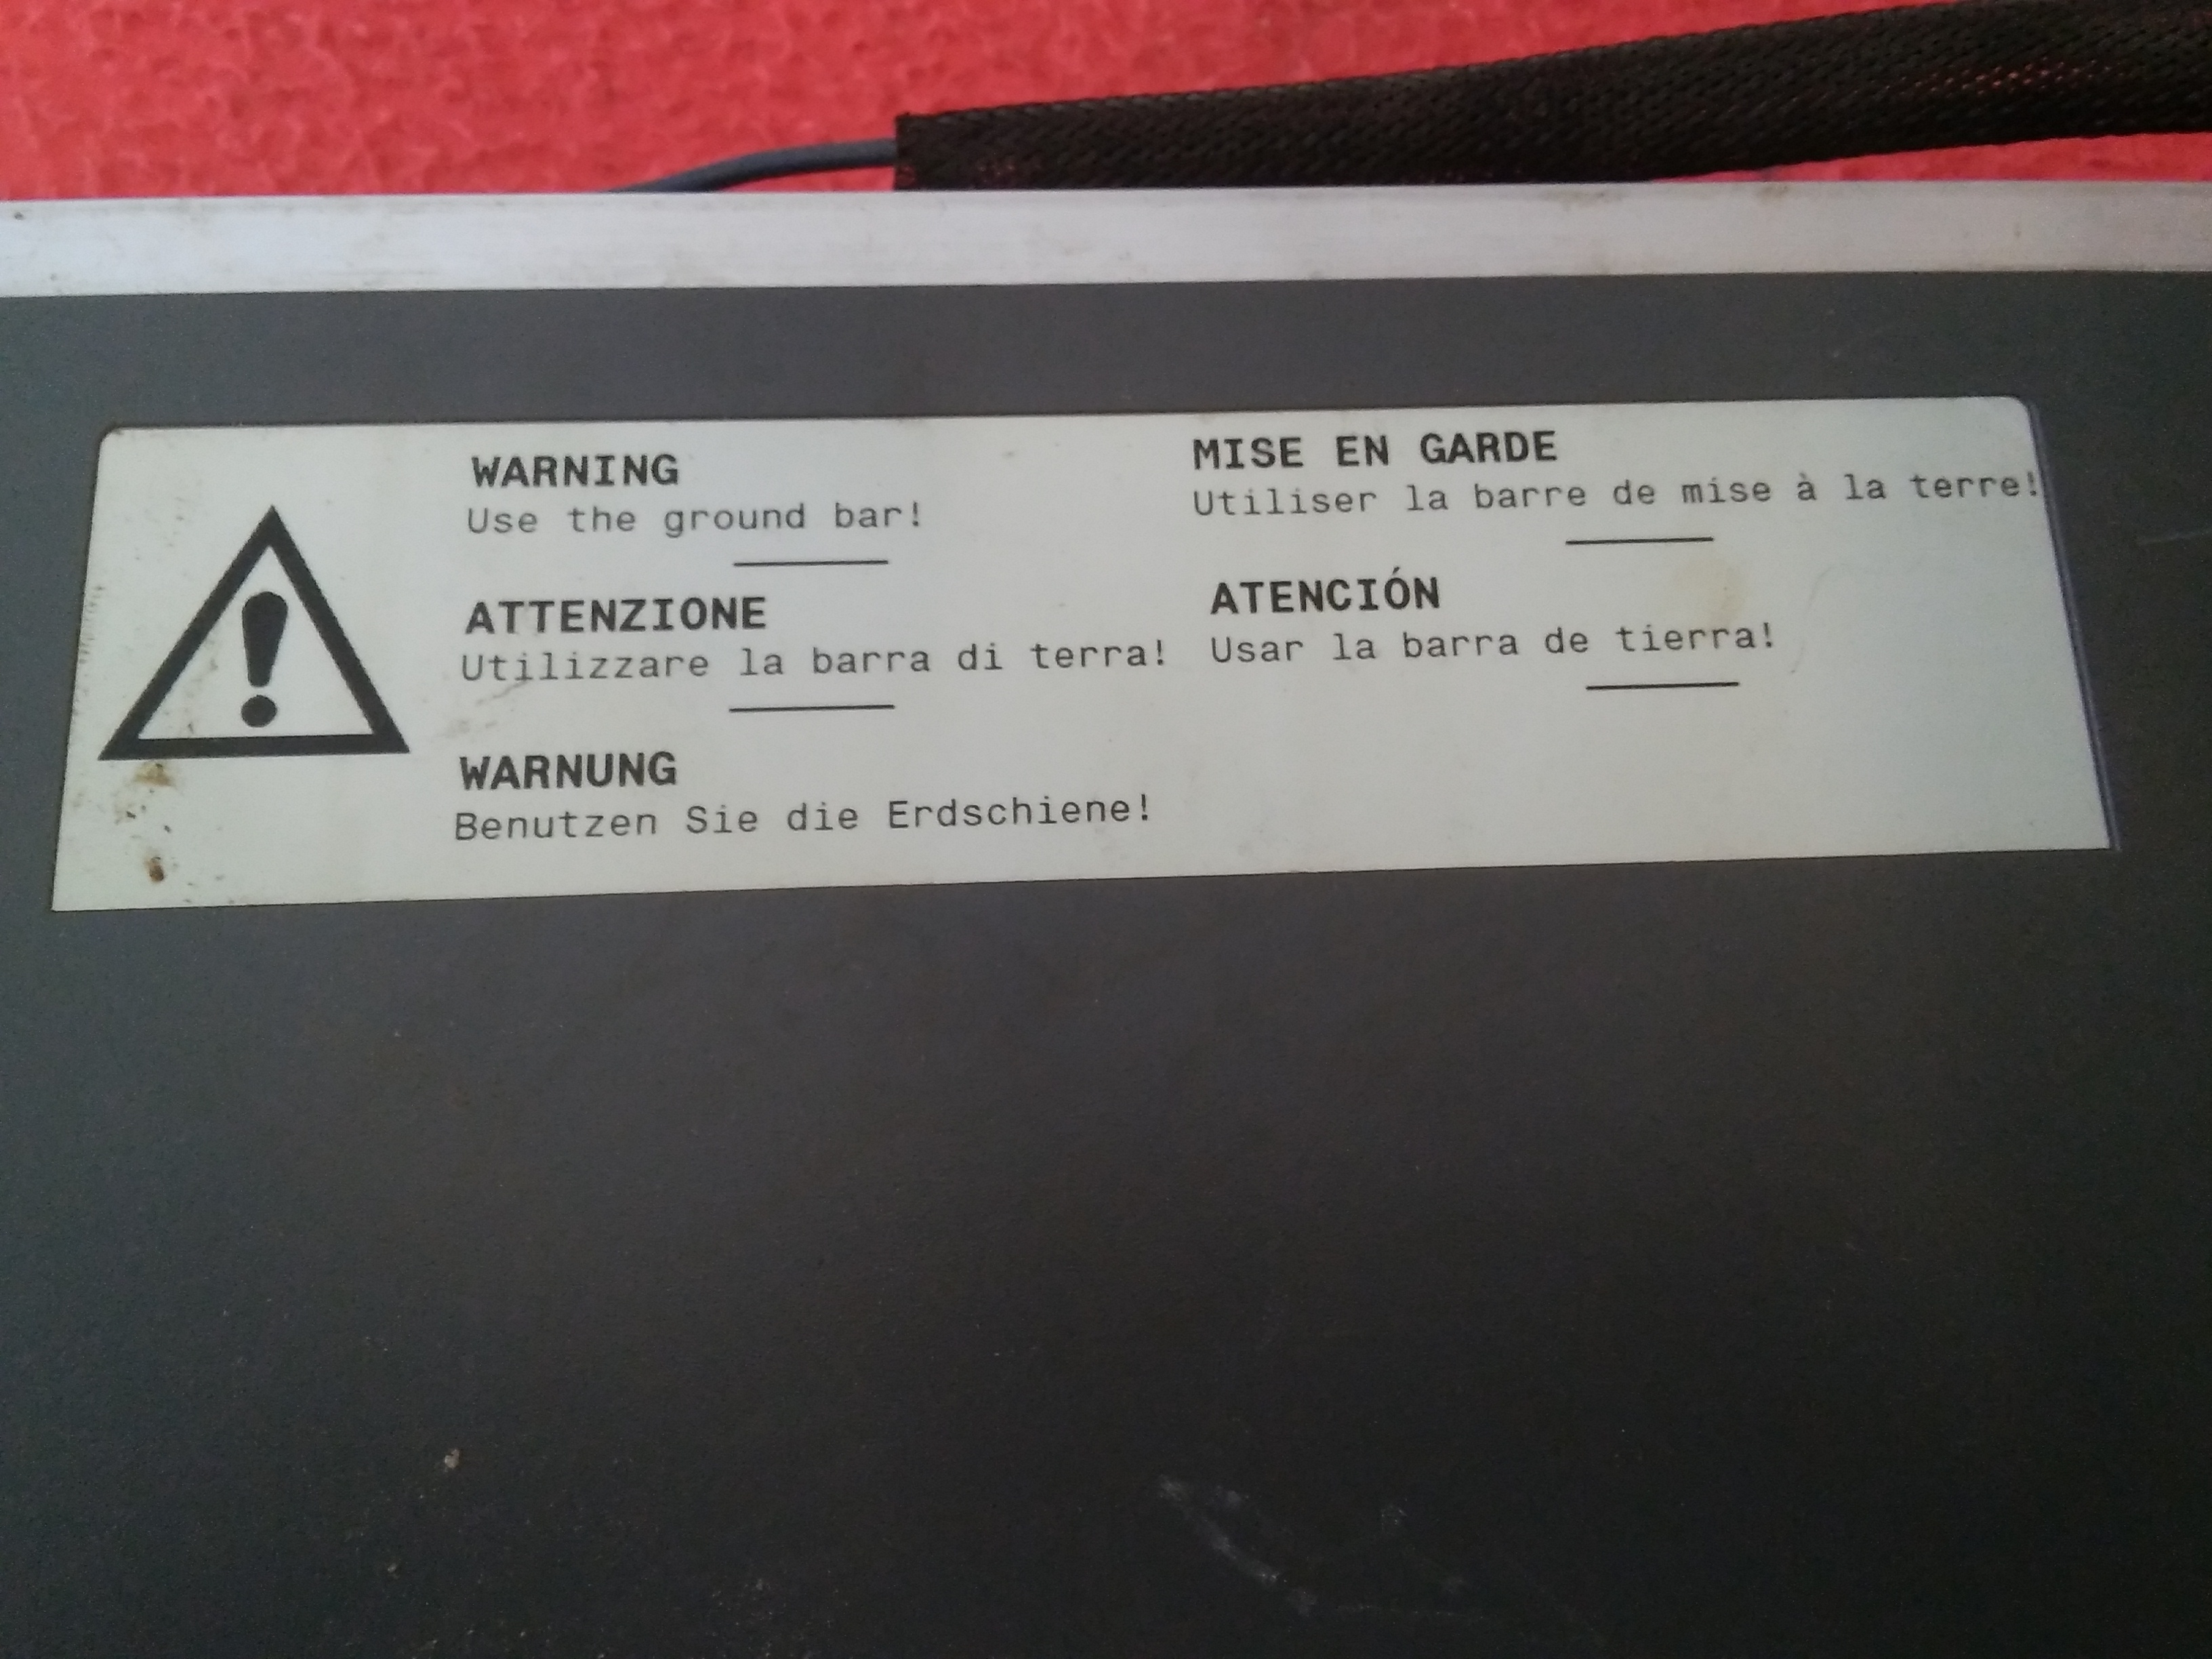 WARNING
Use the ground bar!
ATTENZIONE
Utilizzare la barra di terra!
WARNUNG
Benutzen Sie die Erdschiene!
MISE EN GARDE
Utiliser la barre de mise à la terre!
ATENCIÓN
Usar la barra de tierra!